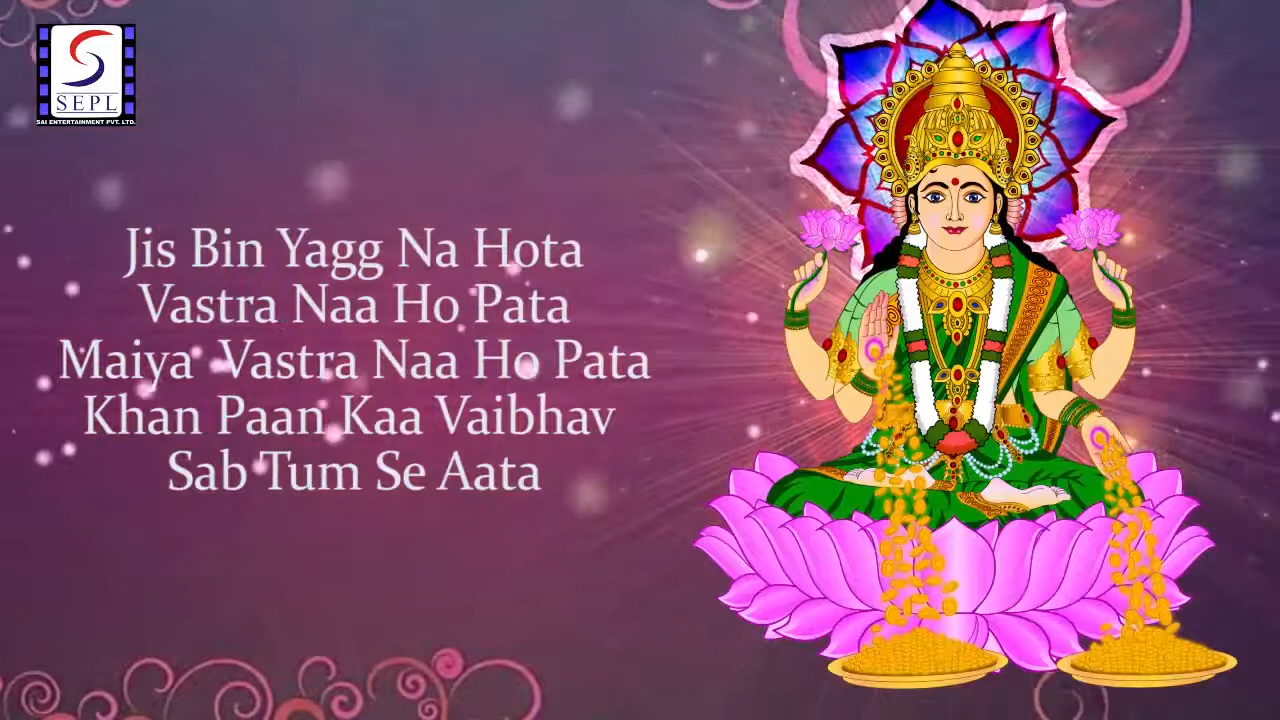 SEPL
SAI ENTERTAINMENT PVT. LTD.
Jis Bin Yagg Na Hota
Vastra Naa Ho Pata
Maiya Vastra Naa Ho Pata
Khan Paan Kaa Vaibhav
Sab Tum Se Aata